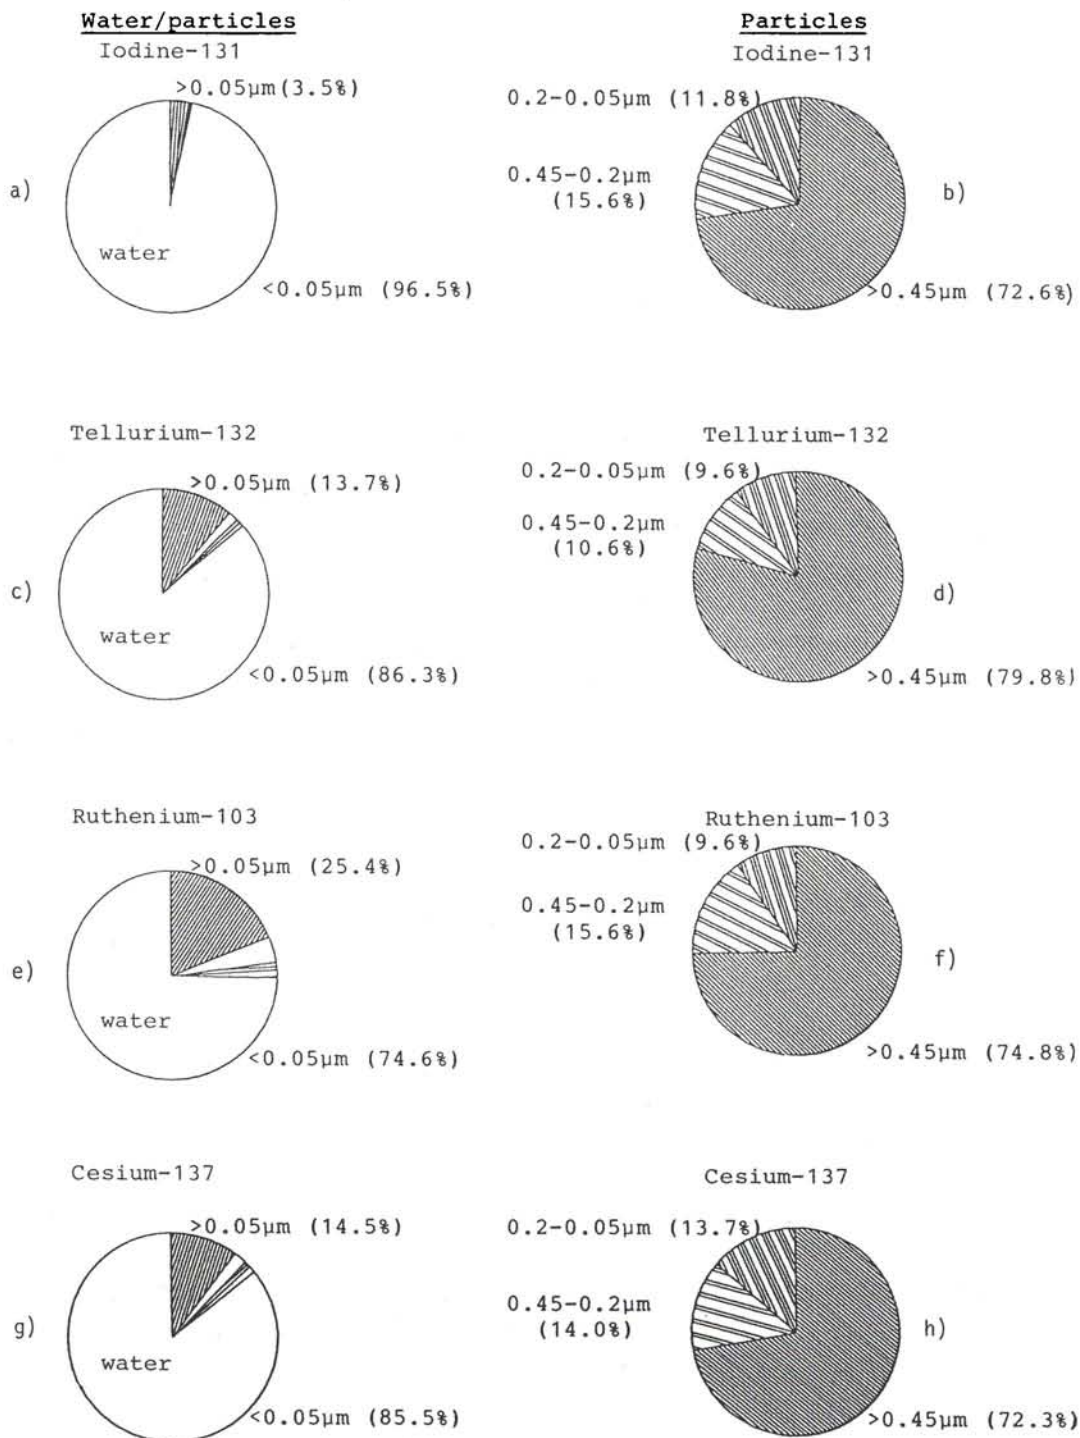 Water/particles
Particles
Iodine-131
Iodine-131
>0.05µm(3.5%)
0.2-0.05µm (11.8%)
0.45-0.2µm
(15.6%)
a)
b)
water
<0.05µm (96.5%)
>0.45µm (72.6%)
Tellurium-132
Tellurium-132
>0.05µm (13.7%)
0.2-0.05µm (9.6%)
0.45-0.2µm
(10.6%)
c)
d)
water
<0.05µm (86.3%)
>0.45µm (79.8%)
Ruthenium-103
Ruthenium-103
>0.05µm (25.4%)
0.2-0.05µm (9.6%)
0.45-0.2µm
(15.6%)
e)
f)
water
<0.05µm (74.6%)
>0.45µm (74.8%)
Cesium-137
Cesium-137
>0.05µm (14.5%)
0.2-0.05µm (13.7%)
0.45-0.2µm
(14.0%)
g)
h)
water
<0.05µm (85.5%)
>0.45µm (72.3%)